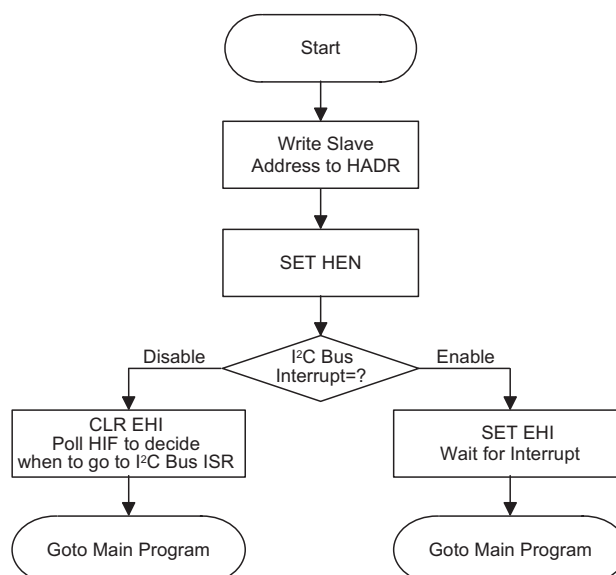 Start
Write Slave
Address to HADR
SET HEN
Disable
I²C Bus
Interrupt=?
Enable
CLR EHI
Poll HIF to decide
when to go to I²C Bus ISR
SET EHI
Wait for Interrupt
Goto Main Program
Goto Main Program